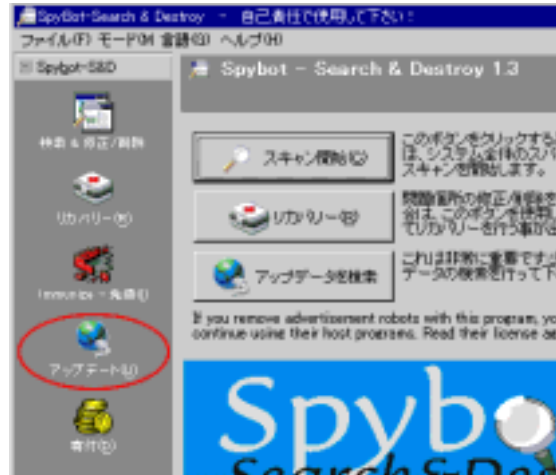 SpyBot-Search & Destroy - 自己責任で使用して下さい！
ファイル(F) モード(M) 言語(G) ヘルプ(H)
Spybot-S&D
Spybot - Search & Destroy 1.3
検索 & 修正/削除
リカバリー(R)
Immunize - 免疫(I)
アップデート(U)
寄付(D)
スキャン開始(C)
このボタンをクリックする
は、システム全体のスパ
スキャンを開始します。
リカバリー(R)
問題箇所の修正/削除を
合は、このボタンを使用
てリカバリーを行う事が出
アップデータを検索
これは非常に重要です
データの検索を行って下
If you remove advertisement robots with this program, yo
continue using their host programs. Read their license ag
Spybo
Search & De